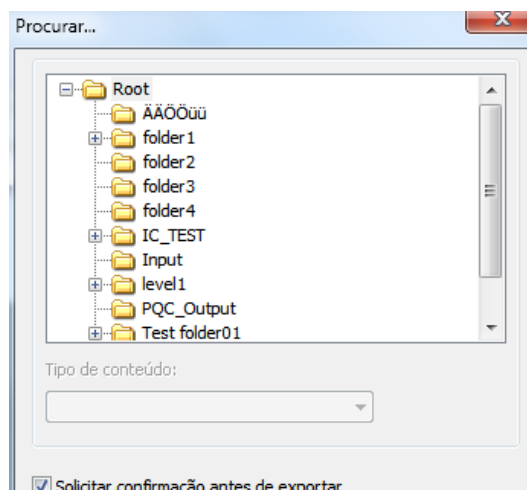 Procurar...
Root
ÄÄÖÖüü
folder1
folder2
folder3
folder4
IC_TEST
Input
level1
PQC_Output
Test folder01
Tipo de conteúdo:
Solicitar confirmação antes de exportar